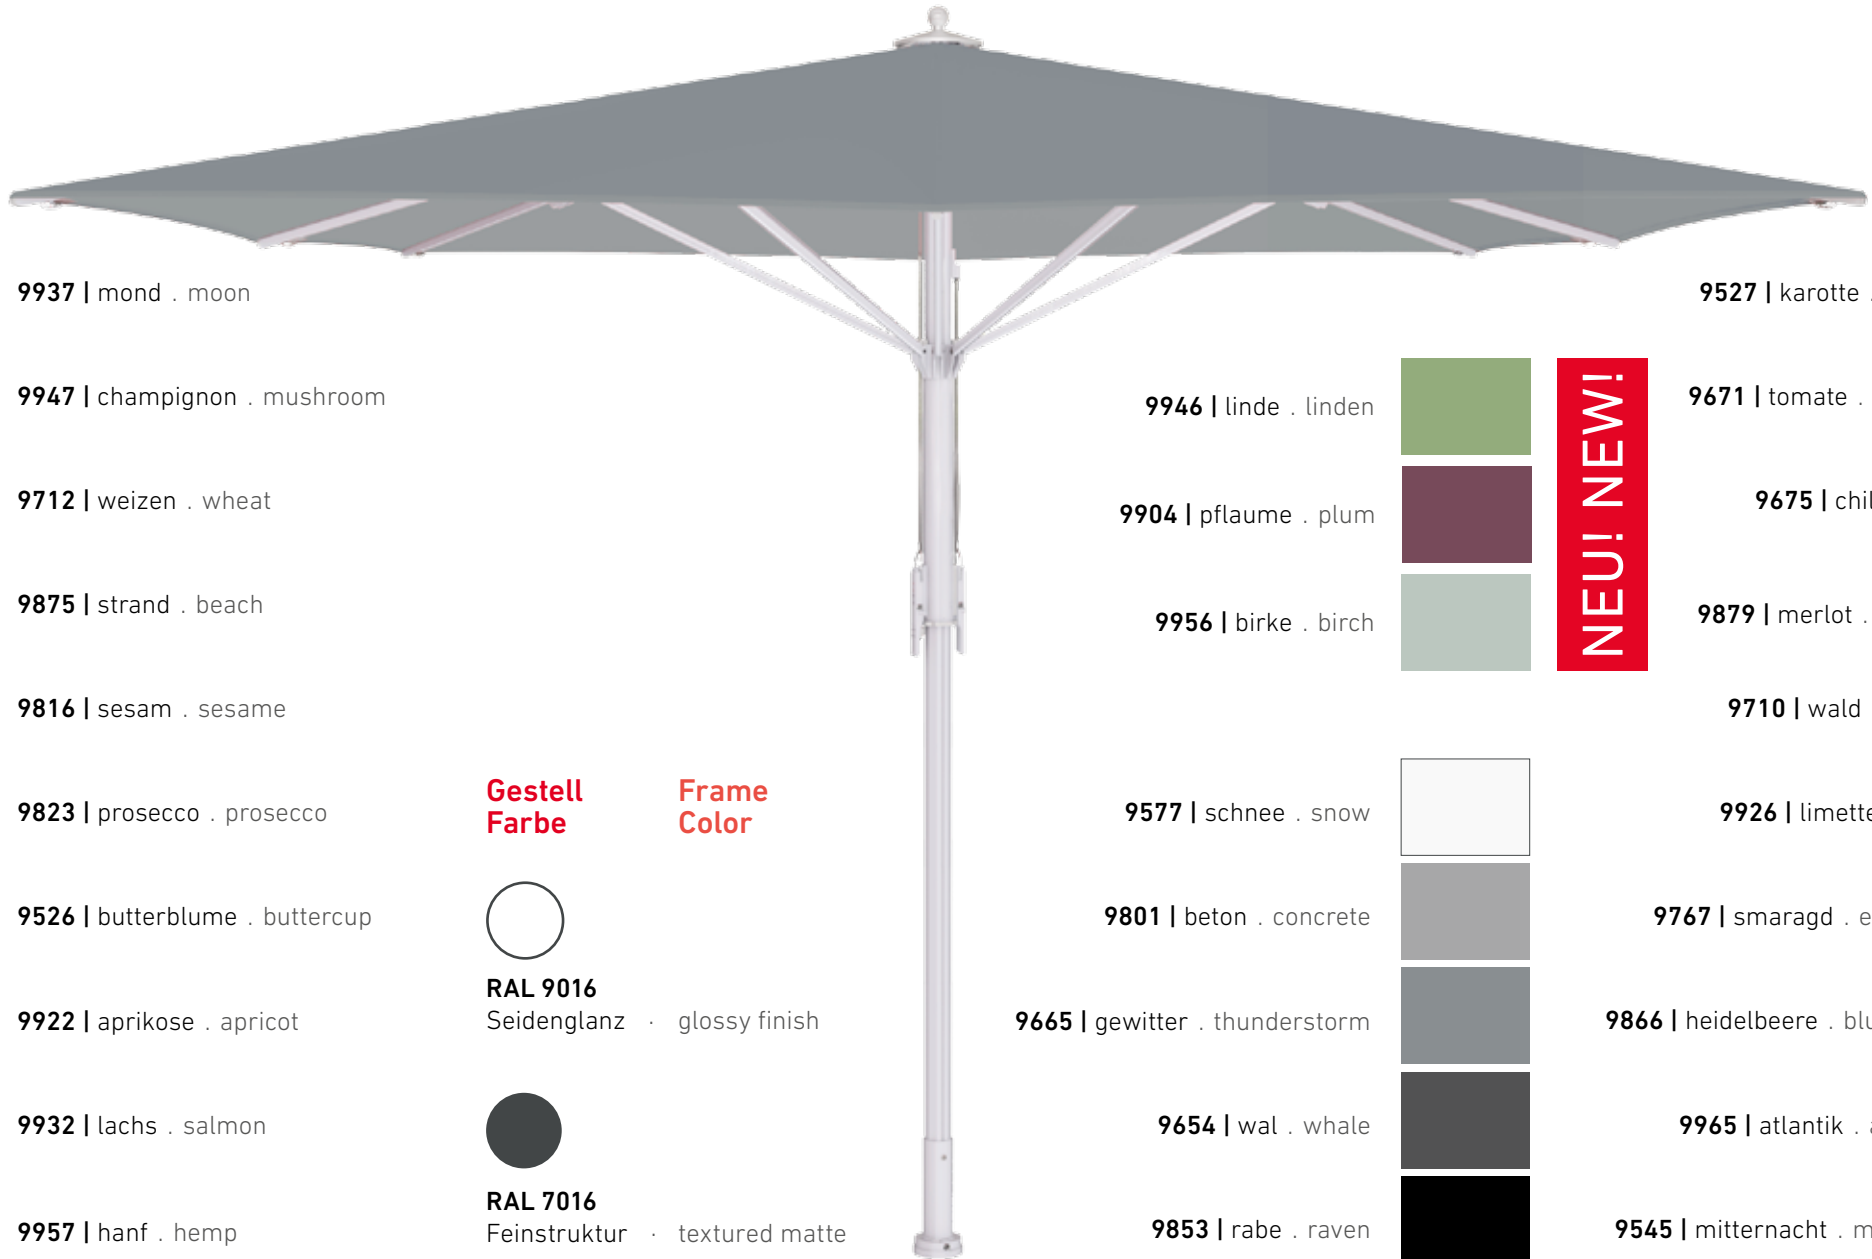 9937 | mond . moon
9947 | champignon . mushroom
9712 | weizen . wheat
9875 | strand . beach
9816 | sesam . sesame
9823 | prosecco . prosecco
9526 | butterblume . buttercup
9922 | aprikose . apricot
9932 | lachs . salmon
9957 | hanf . hemp
Gestell Frame
Farbe Color
RAL 9016
Seidenglanz · glossy finish
RAL 7016
Feinstruktur · textured matte
9946 | linde . linden
9904 | pflaume . plum
9956 | birke . birch
NEU! NEW!
9577 | schnee . snow
9801 | beton . concrete
9665 | gewitter . thunderstorm
9654 | wal . whale
9853 | rabe . raven
9527 | karotte .
9671 | tomate .
9675 |
9879 | merlot .
9710 | wald
9926 | limette
9767 | smaragd .
9866 | heidelbeere .
9965 | atlantik .
9545 | mitternacht .